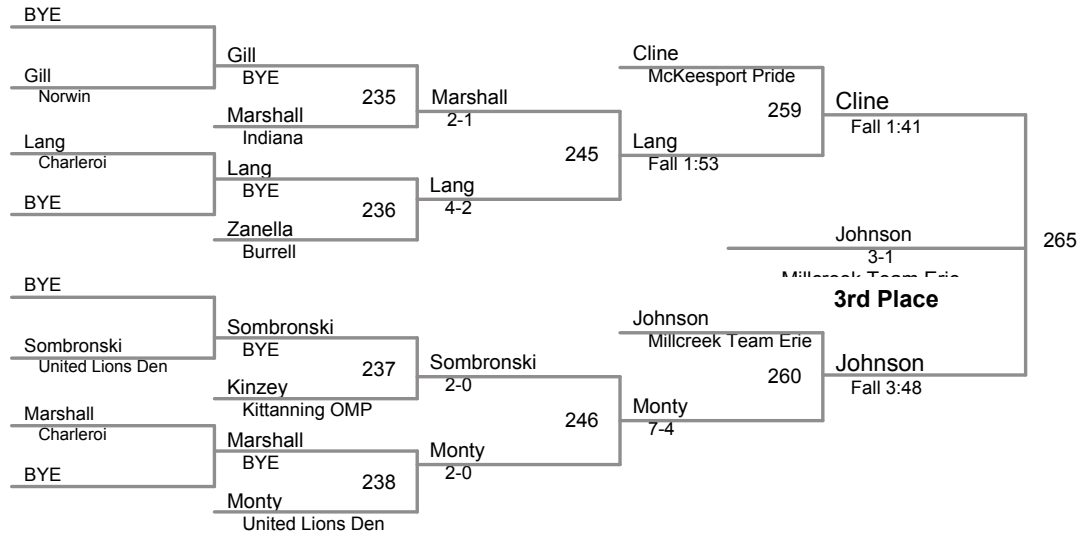 BYE
Gill
Norwin
Lang
Charleroi
BYE
BYE
Sombronski
United Lions Den
Marshall
Charleroi
BYE
Gill
BYE
235
Marshall
Indiana
Lang
BYE
236
Zanella
Burrell
Sombronski
BYE
237
Kinzey
Kittanning OMP
Marshall
BYE
238
Monty
United Lions Den
Marshall
2-1
245
Lang
4-2
Sombronski
2-0
246
Monty
2-0
Cline
McKeesport Pride
259
Lang
Fall 1:53
Johnson
Millcreek Team Erie
260
Monty
7-4
Cline
Fall 1:41
Johnson
3-1
Millcreek Team Erie
3rd Place
265
Johnson
Fall 3:48